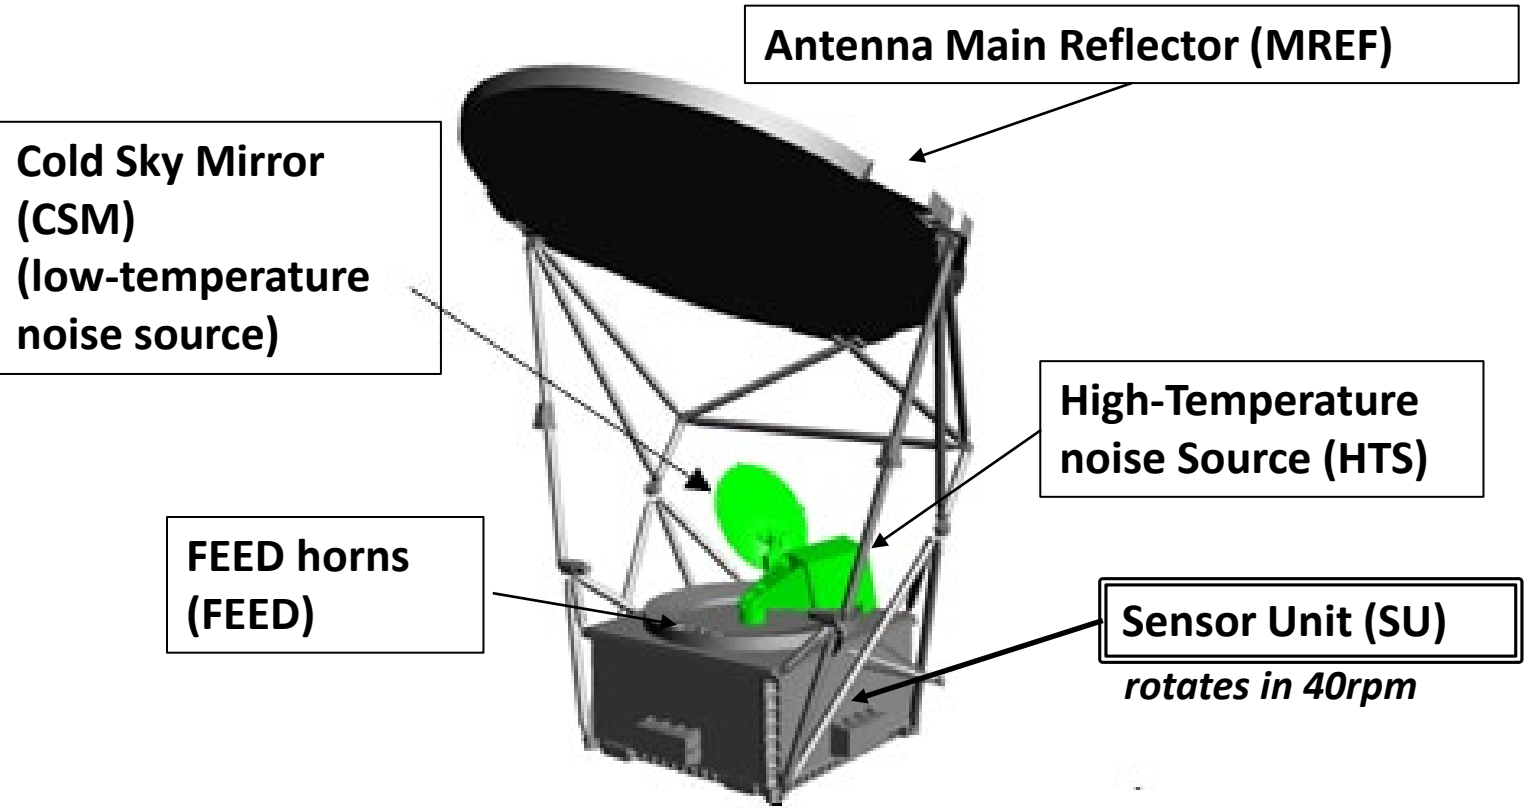 Antenna Main Reflector (MREF)
Cold Sky Mirror
(CSM)
(low-temperature
noise source)
High-Temperature
noise Source (HTS)
FEED horns
(FEED)
Sensor Unit (SU)
rotates in 40rpm